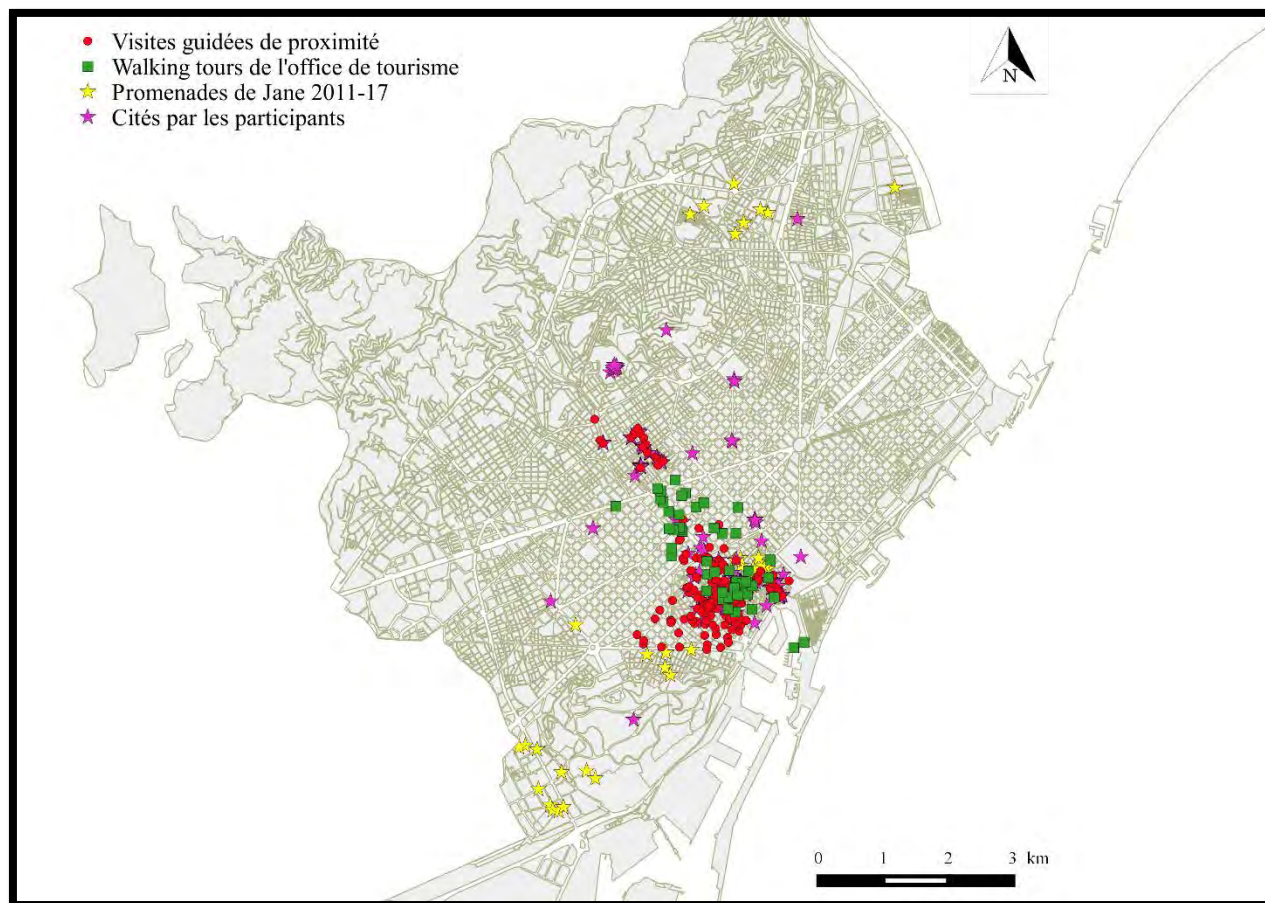 Visites guidées de proximité
Walking tours de l'office de tourisme
Promenades de Jane 2011-17
Cités par les participants
N
0 1 2 3 km